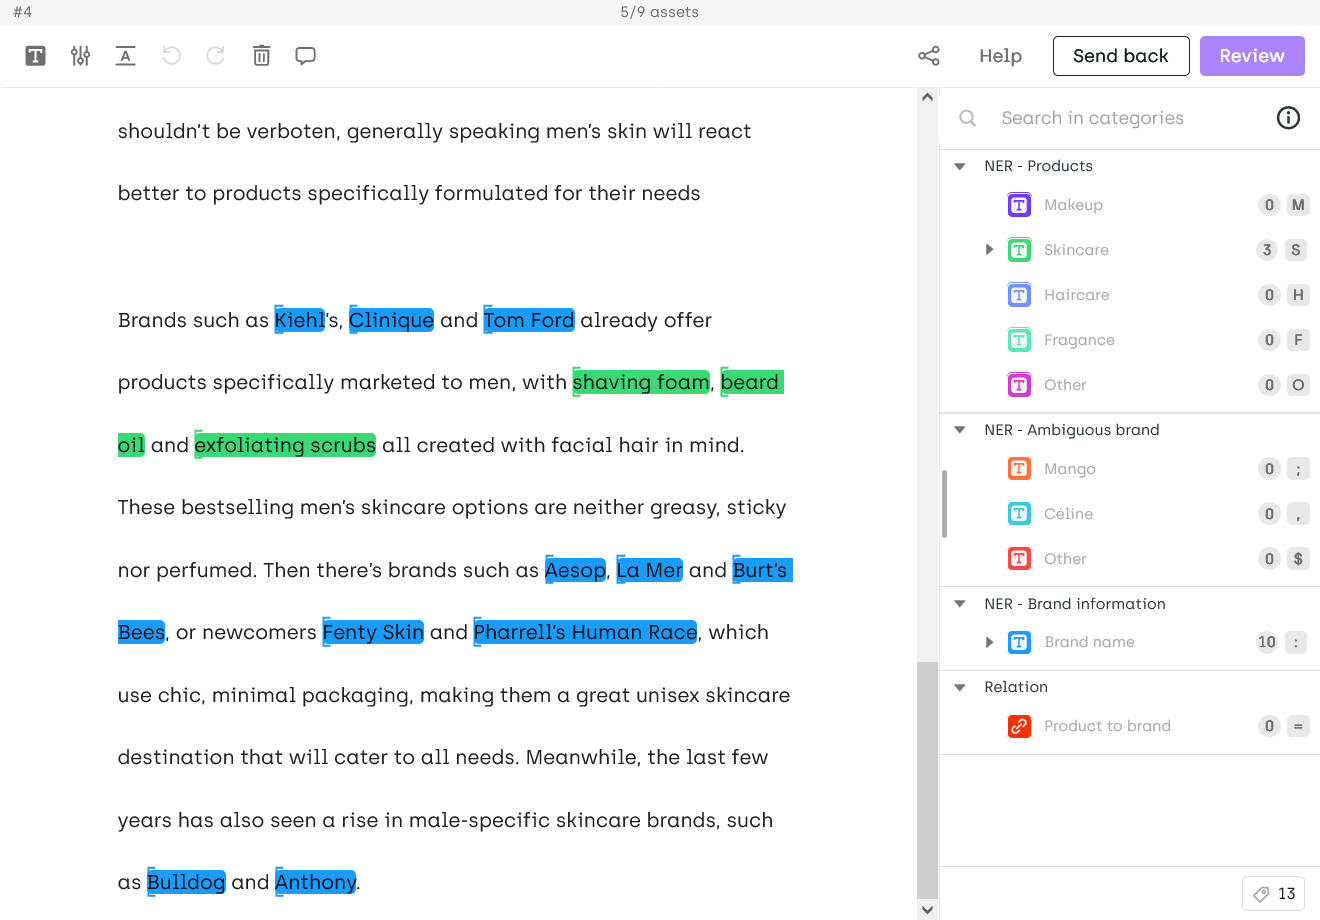 #4
5/9 assets
Help
Send back
Review
shouldn't be verboten, generally speaking men's skin will react
better to products specifically formulated for their needs
Brands such as Kiehl's, Clinique and Tom Ford already offer
products specifically marketed to men, with shaving foam, beard
oil and exfoliating scrubs all created with facial hair in mind.
These bestselling men's skincare options are neither greasy, sticky
nor perfumed. Then there's brands such as Aesop, La Mer and Burt's
Bees, or newcomers Fenty Skin and Pharrell's Human Race, which
use chic, minimal packaging, making them a great unisex skincare
destination that will cater to all needs. Meanwhile, the last few
years has also seen a rise in male-specific skincare brands, such
as Bulldog and Anthony.
Search in categories
NER - Products
Makeup 0 M
Skincare 3 S
Haircare 0 H
Fragance 0 F
Other 0 O
NER - Ambiguous brand
Mango 0 ;
Céline 0 ,
Other 0 $
NER - Brand information
Brand name 10 :
Relation
Product to brand 0 =
13